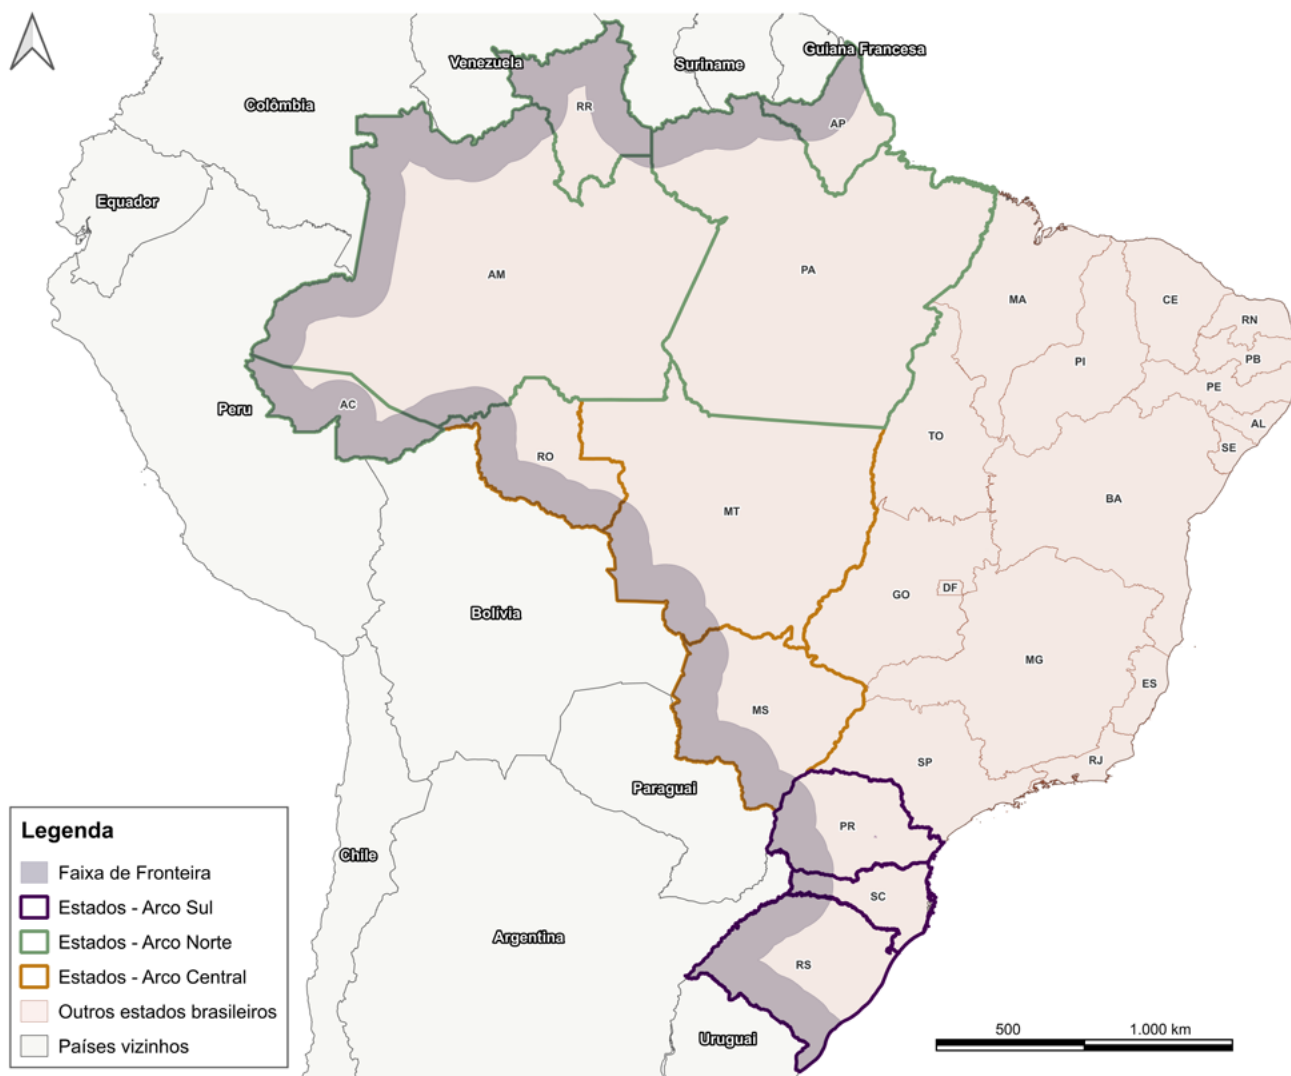 Guiana Francesa
Venezuela
Suriname
Colômbia
RR
AP
Equador
AM
PA
MA
CE
RN
PI
PB
PE
AC
Peru
AL
TO
SE
RO
BA
MT
DF
GO
Bolívia
MG
ES
MS
SP
RJ
Paraguai
PR
Chile
SC
Argentina
RS
Uruguai
Legenda
Faixa de Fronteira
Estados - Arco Sul
Estados - Arco Norte
Estados - Arco Central
Outros estados brasileiros
Países vizinhos
500 1.000 km